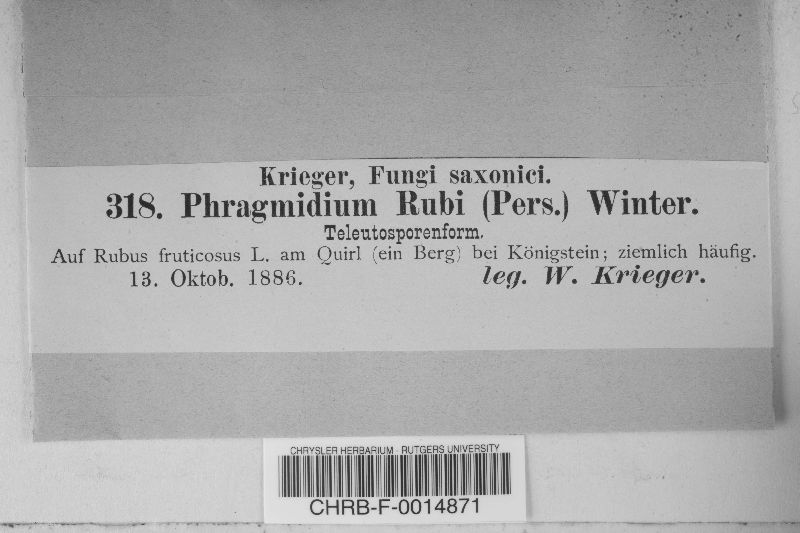 Krieger, Fungi saxonici.
318. Phragmidium Rubi (Pers.) Winter.
Teleutosporenform.
Auf Rubus fruticosus L. am Quirl (ein Berg) bei Königstein; ziemlich häufig.
13. Oktob. 1886. leg. W. Krieger.
CHRYSLER HERBARIUM - RUTGERS UNIVERSITY
CHRB-F-0014871